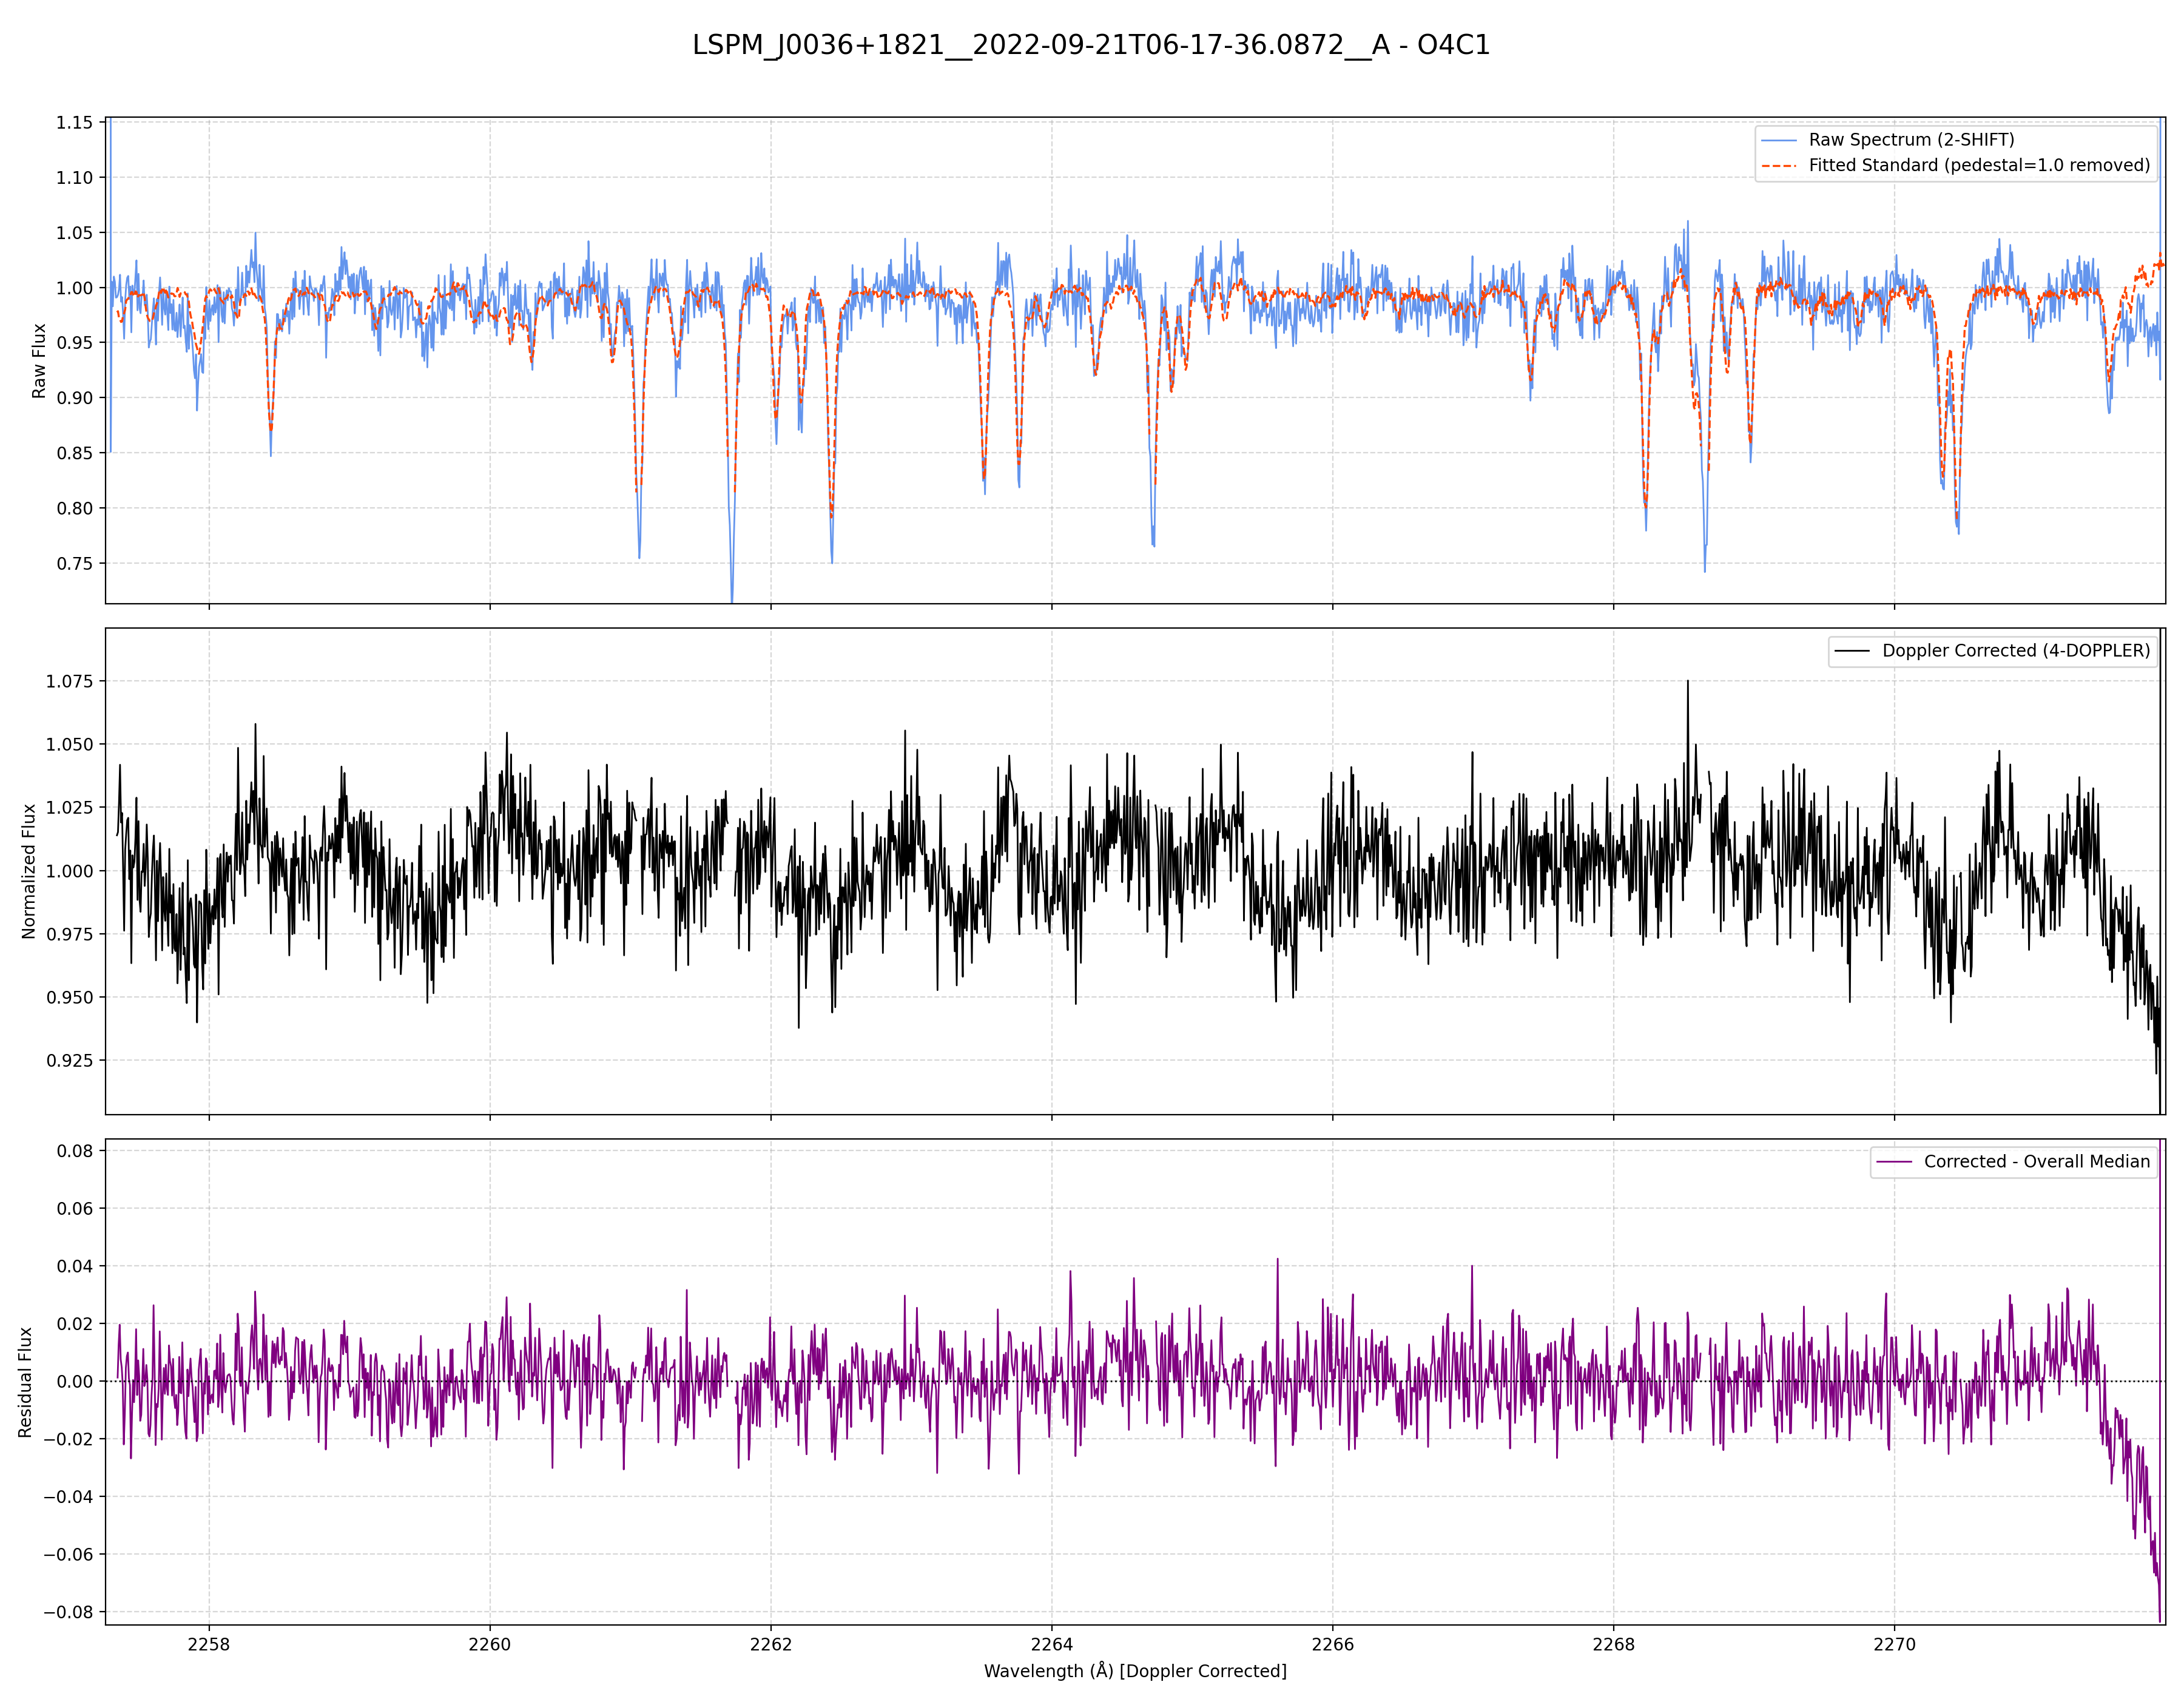 LSPM_J0036+1821__2022-09-21T06-17-36.0872__A - O4C1
1.15
1.10
1.05
1.00
0.95
0.90
0.85
0.80
0.75
Raw Flux
Raw Spectrum (2-SHIFT)
Fitted Standard (pedestal=1.0 removed)
1.075
1.050
1.025
1.000
0.975
0.950
0.925
Normalized Flux
Doppler Corrected (4-DOPPLER)
0.08
0.06
0.04
0.02
0.00
−0.02
−0.04
−0.06
−0.08
Residual Flux
Corrected - Overall Median
2258 2260 2262 2264 2266 2268 2270
Wavelength (Å) [Doppler Corrected]